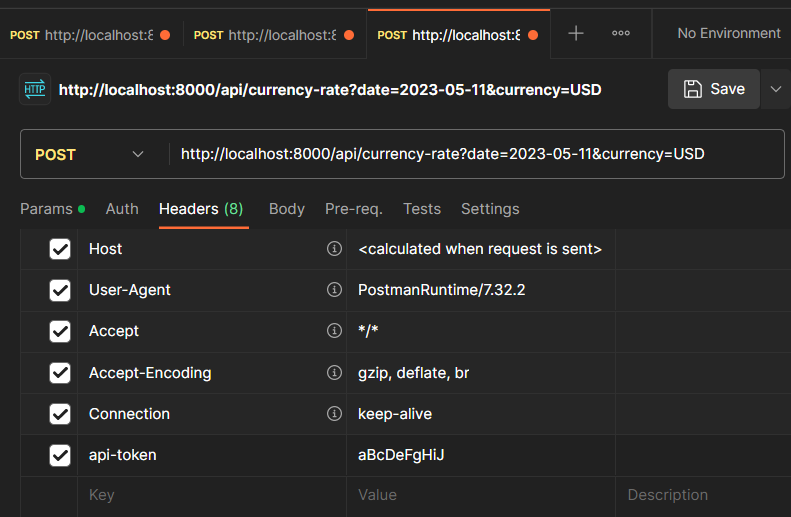 POST http://localhost:8 POST http://localhost:8 POST http://localhost:8 No Environment
HTTP http://localhost:8000/api/currency-rate?date=2023-05-11&currency=USD Save
POST http://localhost:8000/api/currency-rate?date=2023-05-11&currency=USD
Params Auth Headers (8) Body Pre-req. Tests Settings
Host <calculated when request is sent>
User-Agent PostmanRuntime/7.32.2
Accept */*
Accept-Encoding gzip, deflate, br
Connection keep-alive
api-token aBcDeFgHiJ
Key Value Description